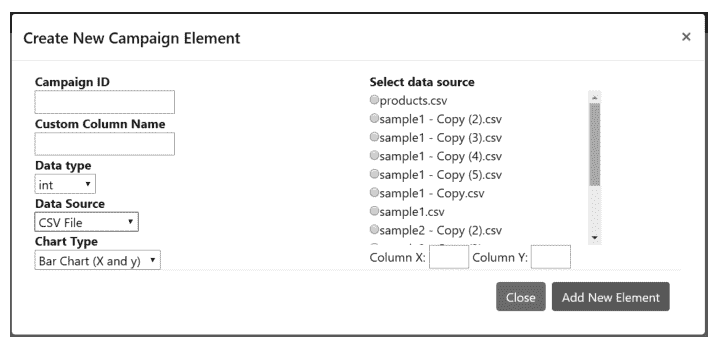 Create New Campaign Element ×
Campaign ID
Custom Column Name
Data type
int
Data Source
CSV File
Chart Type
Bar Chart (X and y)
Select data source
products.csv
sample1 - Copy (2).csv
sample1 - Copy (3).csv
sample1 - Copy (4).csv
sample1 - Copy (5).csv
sample1 - Copy.csv
sample1.csv
sample2 - Copy (2).csv
Column X: Column Y:
Close Add New Element